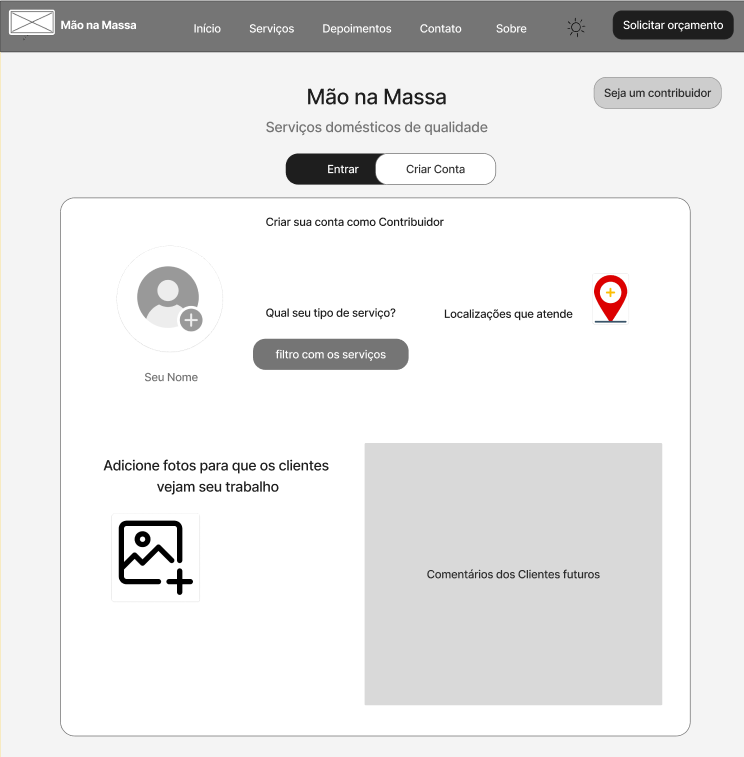 Mão na Massa
Início
Serviços
Depoimentos
Contato
Sobre
Solicitar orçamento
Mão na Massa
Seja um contribuidor
Serviços domésticos de qualidade
Entrar
Criar Conta
Criar sua conta como Contribuidor
Qual seu tipo de serviço?
Localizações que atende
filtro com os serviços
Seu Nome
Adicione fotos para que os clientes
vejam seu trabalho
Comentários dos Clientes futuros